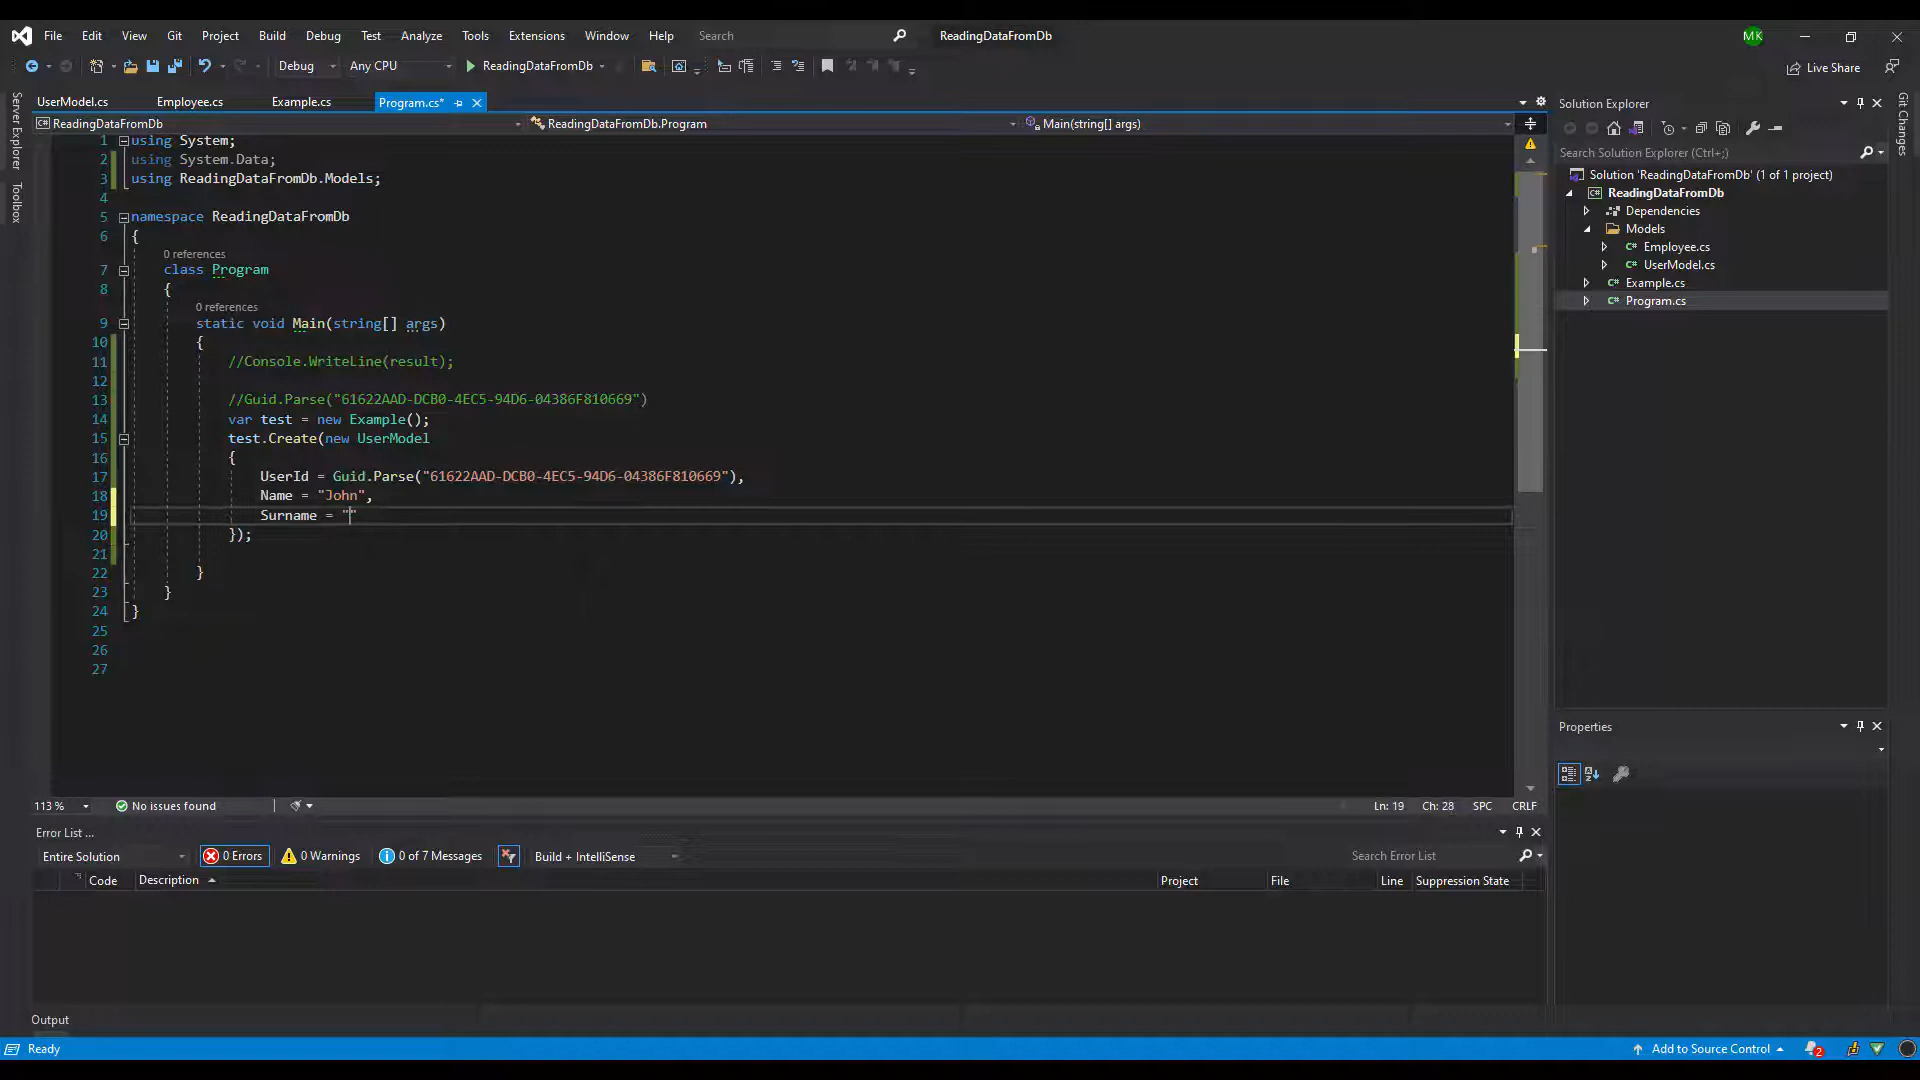 File Edit View Git Project Build Debug Test Analyze Tools Extensions Window Help Search ReadingDataFromDb MK
Debug Any CPU ReadingDataFromDb Live Share
UserModel.cs Employee.cs Example.cs Program.cs*
ReadingDataFromDb ReadingDataFromDb.Program Main(string[] args)
Server Explorer
Toolbox
1 using System;
2 using System.Data;
3 using ReadingDataFromDb.Models;
4
5 namespace ReadingDataFromDb
6 {
0 references
7 class Program
8 {
0 references
9 static void Main(string[] args)
10 {
11 //Console.WriteLine(result);
12
13 //Guid.Parse("61622AAD-DCB0-4EC5-94D6-04386F810669")
14 var test = new Example();
15 test.Create(new UserModel
16 {
17 UserId = Guid.Parse("61622AAD-DCB0-4EC5-94D6-04386F810669"),
18 Name = "John",
19 Surname = ""
20 });
21
22 }
23 }
24 }
25
26
27
113 % No issues found Ln: 19 Ch: 28 SPC CRLF
Error List ...
Entire Solution 0 Errors 0 Warnings 0 of 7 Messages Build + IntelliSense Search Error List
Code Description Project File Line Suppression State
Output
Solution Explorer
Search Solution Explorer (Ctrl+;)
Solution 'ReadingDataFromDb' (1 of 1 project)
ReadingDataFromDb
Dependencies
Models
C# Employee.cs
C# UserModel.cs
C# Example.cs
C# Program.cs
Properties
Git Changes
Ready Add to Source Control 2